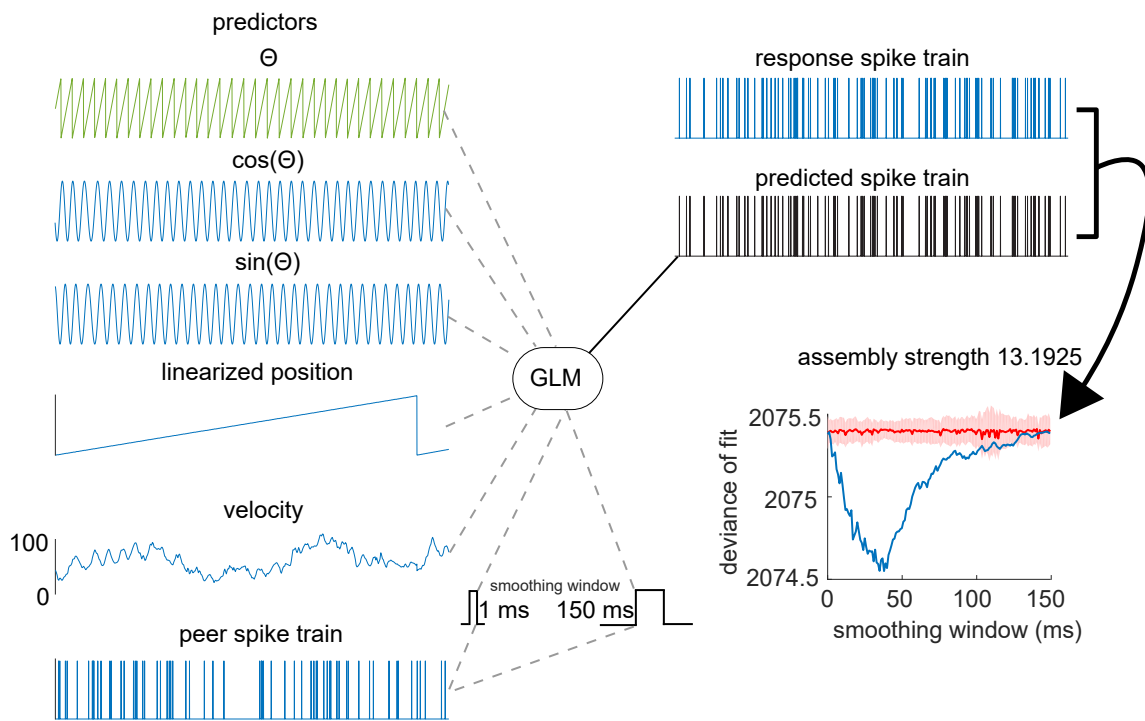 predictors
Θ
cos(Θ)
sin(Θ)
linearized position
velocity
100
0
peer spike train
GLM
smoothing window
1 ms 150 ms
response spike train
predicted spike train
assembly strength 13.1925
2075.5
2075
2074.5
deviance of fit
0 50 100 150
smoothing window (ms)